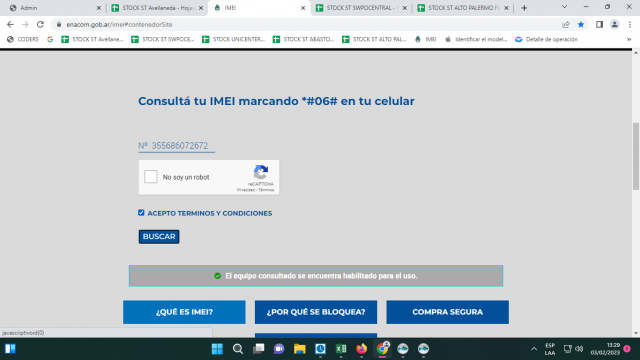 Admin
STOCK ST Avellaneda - Hojas
IMEI
STOCK ST SWPOCENTRAL -
STOCK ST ALTO PALERMO
enacom.gob.ar/imei#contenedorSite
CODERS
STOCK ST Avellane...
STOCK ST SWPOCE...
STOCK UNICENTER...
STOCK ST ABASTO...
STOCK ST ALTO PAL...
IMEI
Identificar el model...
Detalle de operación
Consultá tu IMEI marcando *#06# en tu celular
Nº 355686072672
No soy un robot
reCAPTCHA
Privacidad - Términos
ACEPTO TERMINOS Y CONDICIONES
BUSCAR
El equipo consultado se encuentra habilitado para el uso.
¿QUÉ ES IMEI?
¿POR QUÉ SE BLOQUEA?
COMPRA SEGURA
javascript:void(0)
ESP
LAA
13:29
03/02/2023